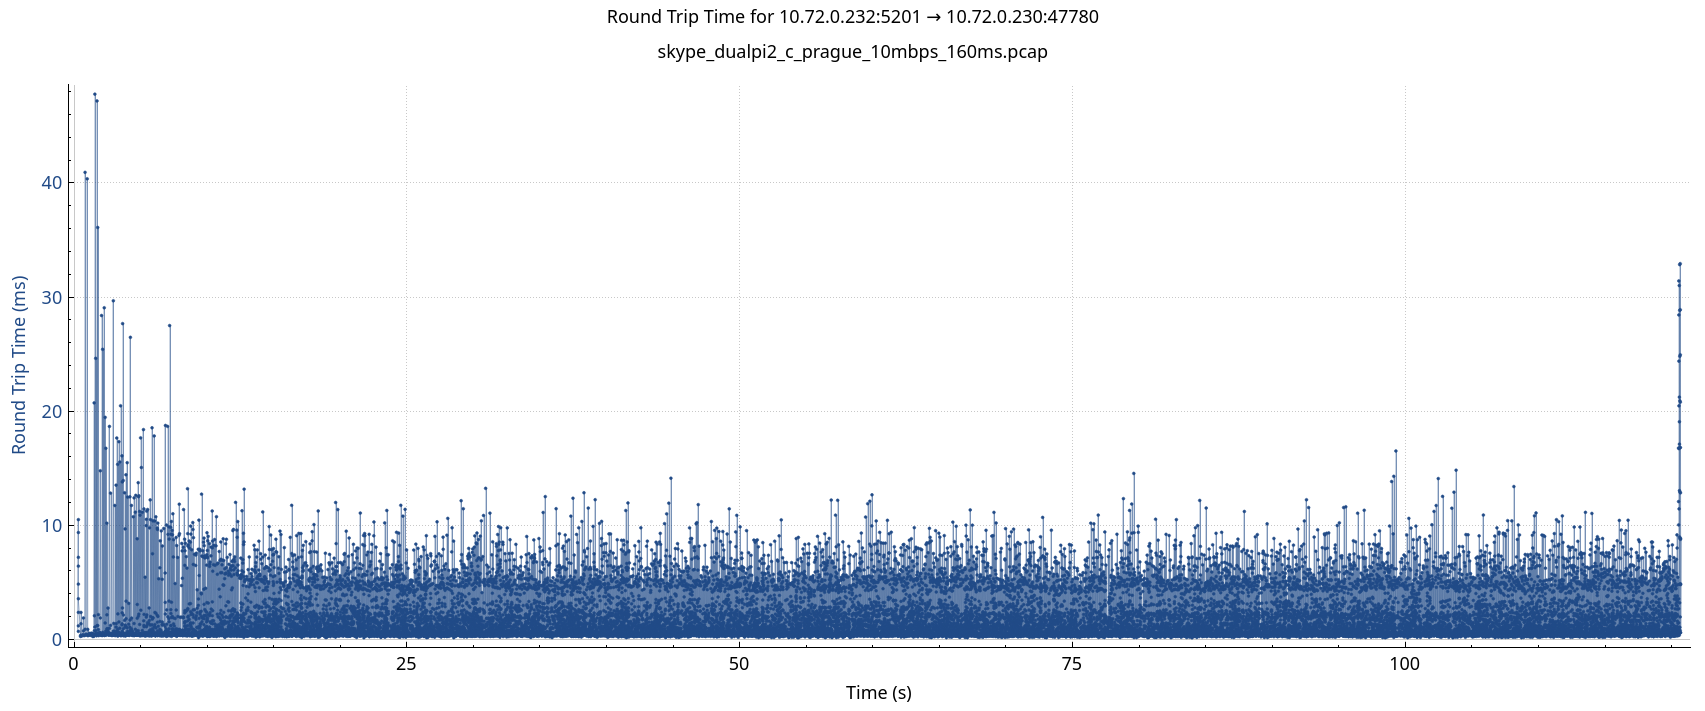 Round Trip Time for 10.72.0.232:5201 → 10.72.0.230:47780
skype_dualpi2_c_prague_10mbps_160ms.pcap
Round Trip Time (ms)
40
30
20
10
0
0 25 50 75 100
Time (s)